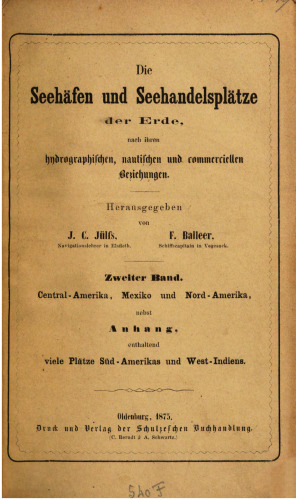 Die
Seehäfen und Seehandelsplätze
der Erde,
nach ihren
hydrographischen, nautischen und commerciellen
Beziehungen.
Herausgegeben
von
J. C. Jülfs, F. Balleer,
Navigationslehrer in Elsfleth. Schiffscapitain in Vegesack.
Zweiter Band.
Central-Amerika, Mexiko und Nord-Amerika,
nebst
Anhang,
enthaltend
viele Plätze Süd-Amerikas und West-Indiens.
Oldenburg, 1875.
Druck und Verlag der Schulzeschen Buchhandlung.
(C. Berndt & A. Schwartz.)